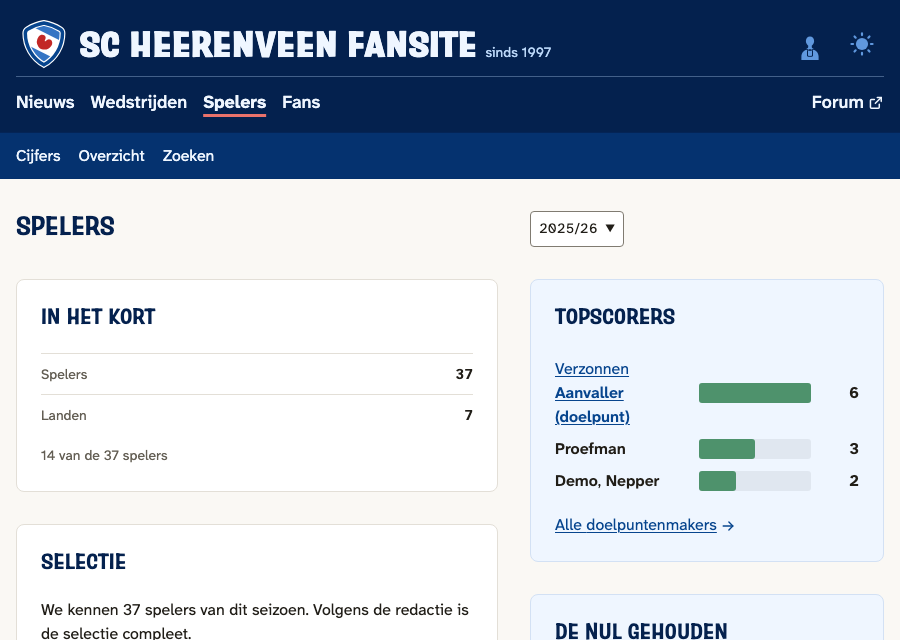 SC HEERENVEEN FANSITE sinds 1997
Nieuws Wedstrijden Spelers Fans Forum
Cijfers Overzicht Zoeken
SPELERS
2025/26 ▼
IN HET KORT
Spelers 37
Landen 7
14 van de 37 spelers
SELECTIE
We kennen 37 spelers van dit seizoen. Volgens de redactie is
de selectie compleet.
TOPSCORERS
Verzonnen
Aanvaller
(doelpunt) 6
Proefman 3
Demo, Nepper 2
Alle doelpuntenmakers →
DE NUL GEHOUDEN